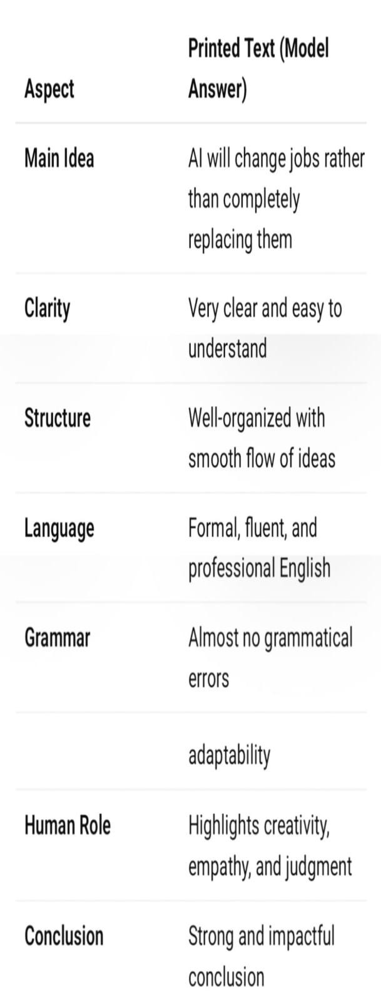 Printed Text (Model
Aspect Answer)
Main Idea AI will change jobs rather
than completely
replacing them
Clarity Very clear and easy to
understand
Structure Well-organized with
smooth flow of ideas
Language Formal, fluent, and
professional English
Grammar Almost no grammatical
errors
adaptability
Human Role Highlights creativity,
empathy, and judgment
Conclusion Strong and impactful
conclusion